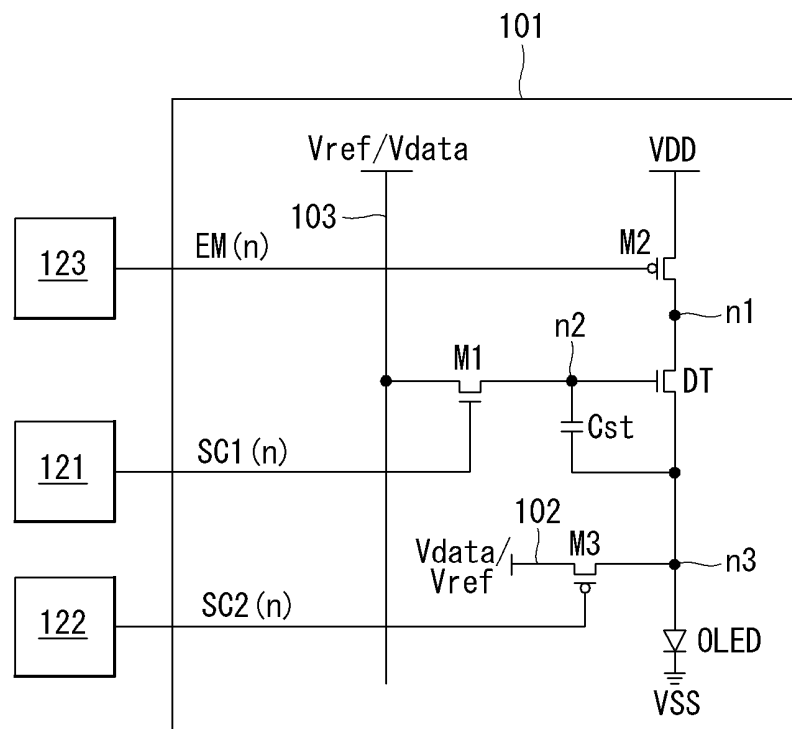 101
Vref/Vdata
VDD
103
M2
123
EM(n)
n1
n2
M1
DT
Cst
121
SC1(n)
102
M3
Vdata/
Vref
n3
122
SC2(n)
OLED
VSS